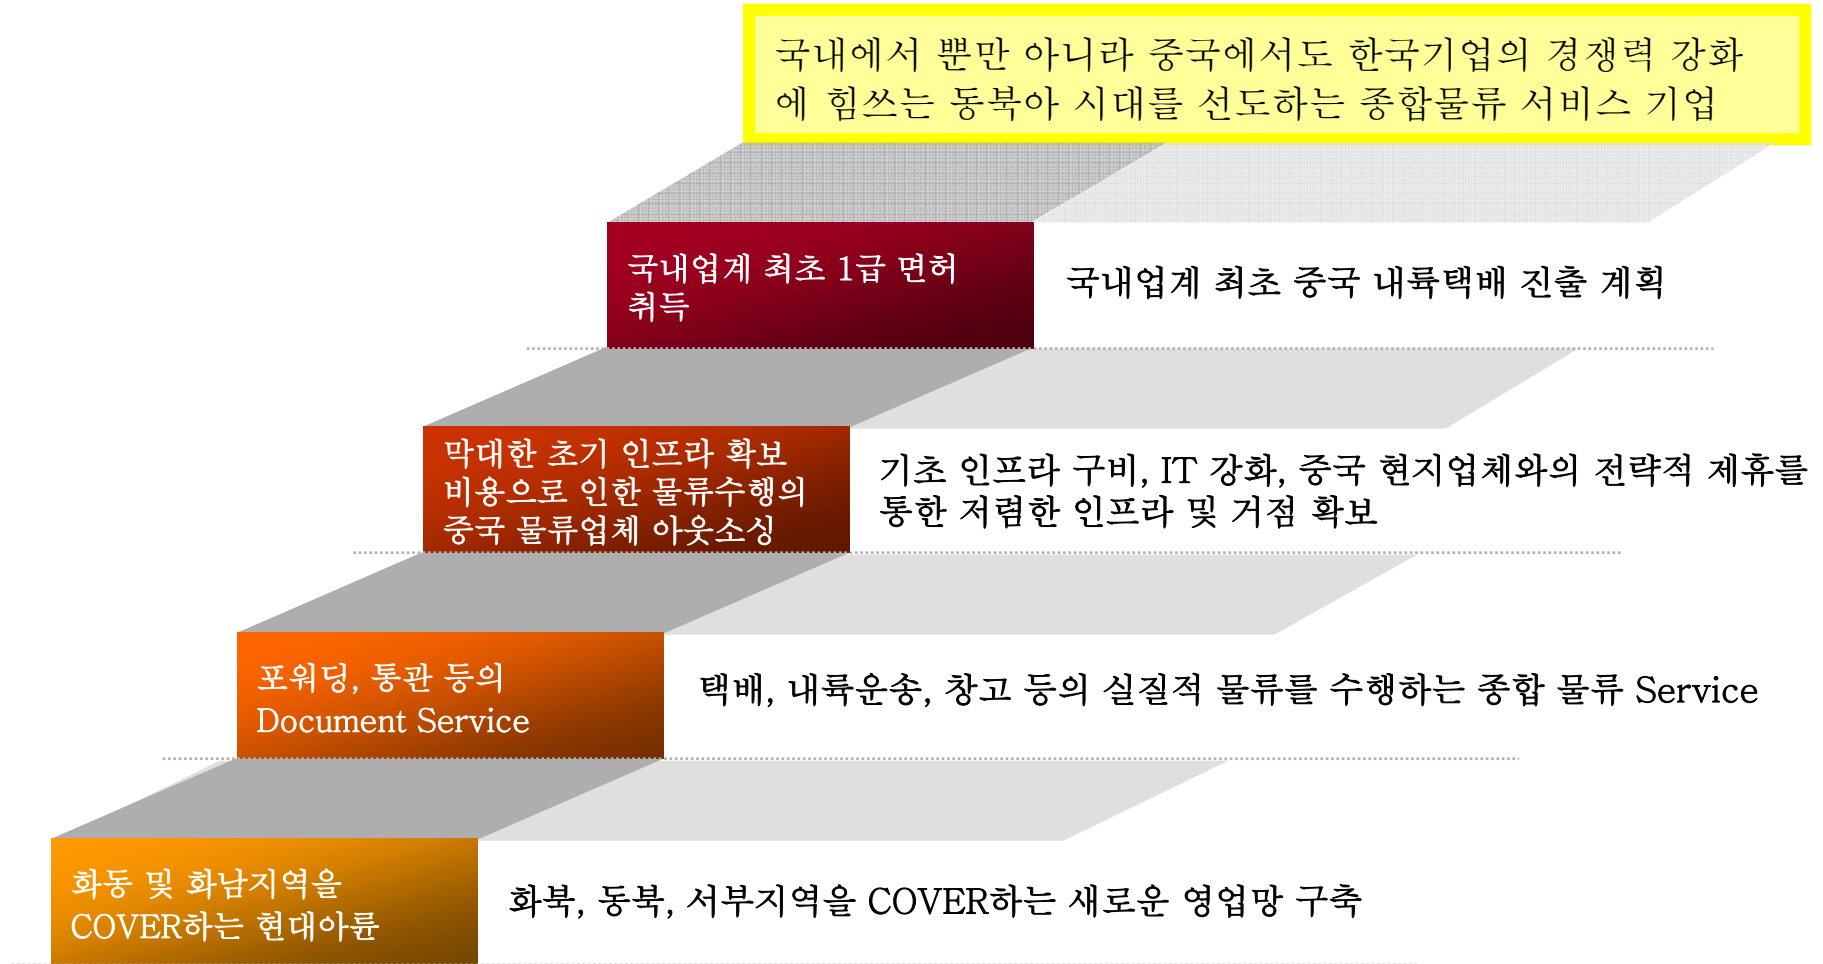 국내에서 뿐만 아니라 중국에서도 한국기업의 경쟁력 강화
에 힘쓰는 동북아 시대를 선도하는 종합물류 서비스 기업
국내업계 최초 1급 면허
취득
국내업계 최초 중국 내륙택배 진출 계획
막대한 초기 인프라 확보
비용으로 인한 물류수행의
중국 물류업체 아웃소싱
기초 인프라 구비, IT 강화, 중국 현지업체와의 전략적 제휴를
통한 저렴한 인프라 및 거점 확보
포워딩, 통관 등의
Document Service
택배, 내륙운송, 창고 등의 실질적 물류를 수행하는 종합 물류 Service
화동 및 화남지역을
COVER하는 현대아륜
화북, 동북, 서부지역을 COVER하는 새로운 영업망 구축